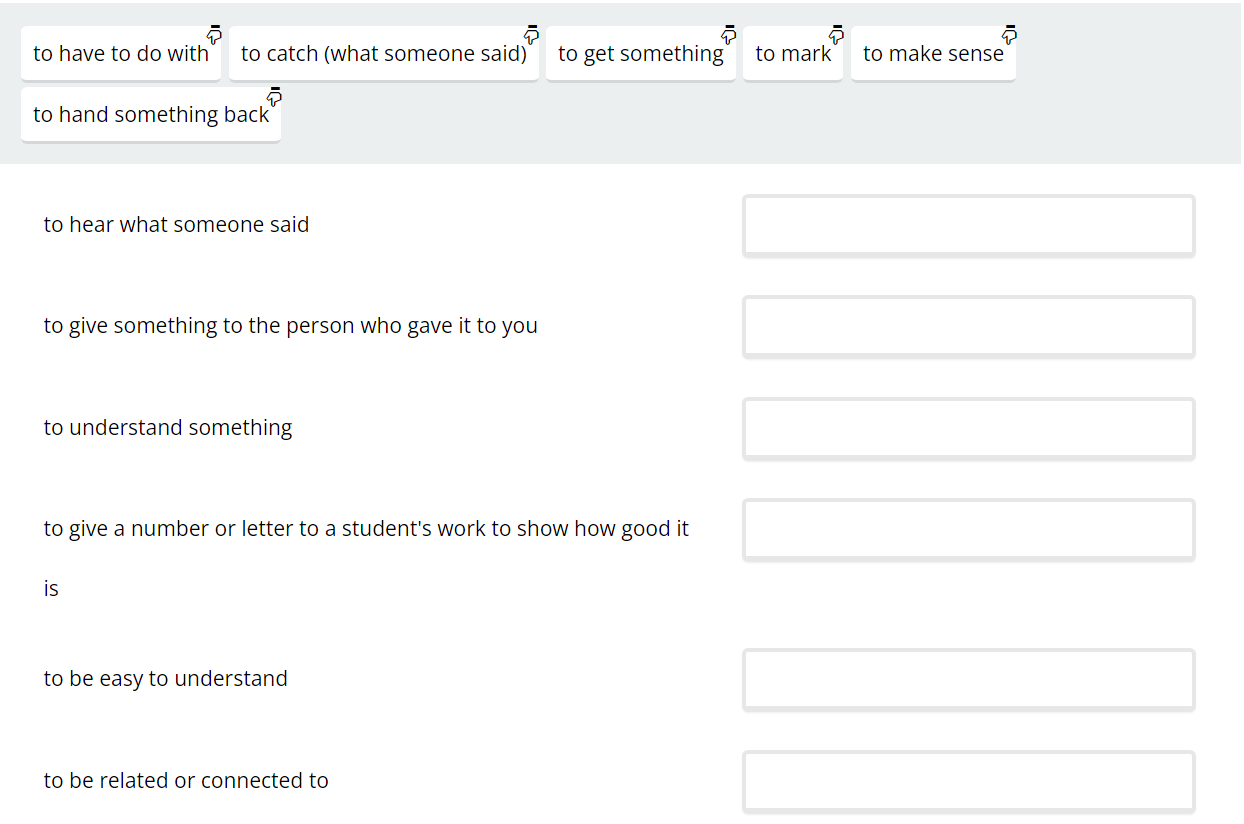 to have to do with to catch (what someone said) to get something to mark to make sense
to hand something back
to hear what someone said
to give something to the person who gave it to you
to understand something
to give a number or letter to a student's work to show how good it
is
to be easy to understand
to be related or connected to